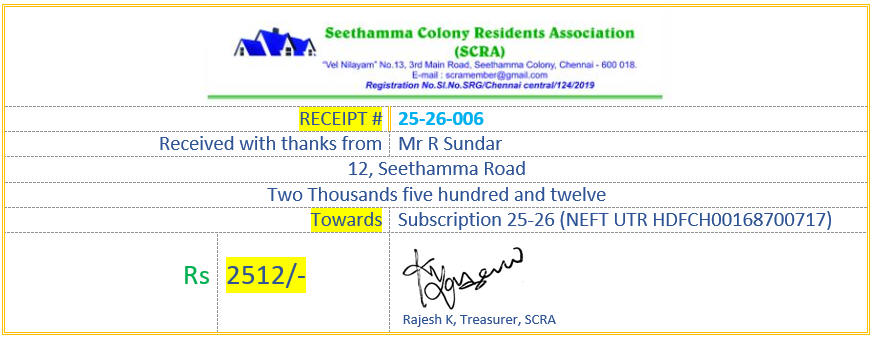 Seethamma Colony Residents Association
(SCRA)
"Vel Nilayam" No.13, 3rd Main Road, Seethamma Colony, Chennai - 600 018.
E-mail : scramember@gmail.com
Registration No.Sl.No.SRG/Chennai central/124/2019
RECEIPT # 25-26-006
Received with thanks from Mr R Sundar
12, Seethamma Road
Two Thousands five hundred and twelve
Towards Subscription 25-26 (NEFT UTR HDFCH00168700717)
Rs 2512/-
Rajesh K, Treasurer, SCRA